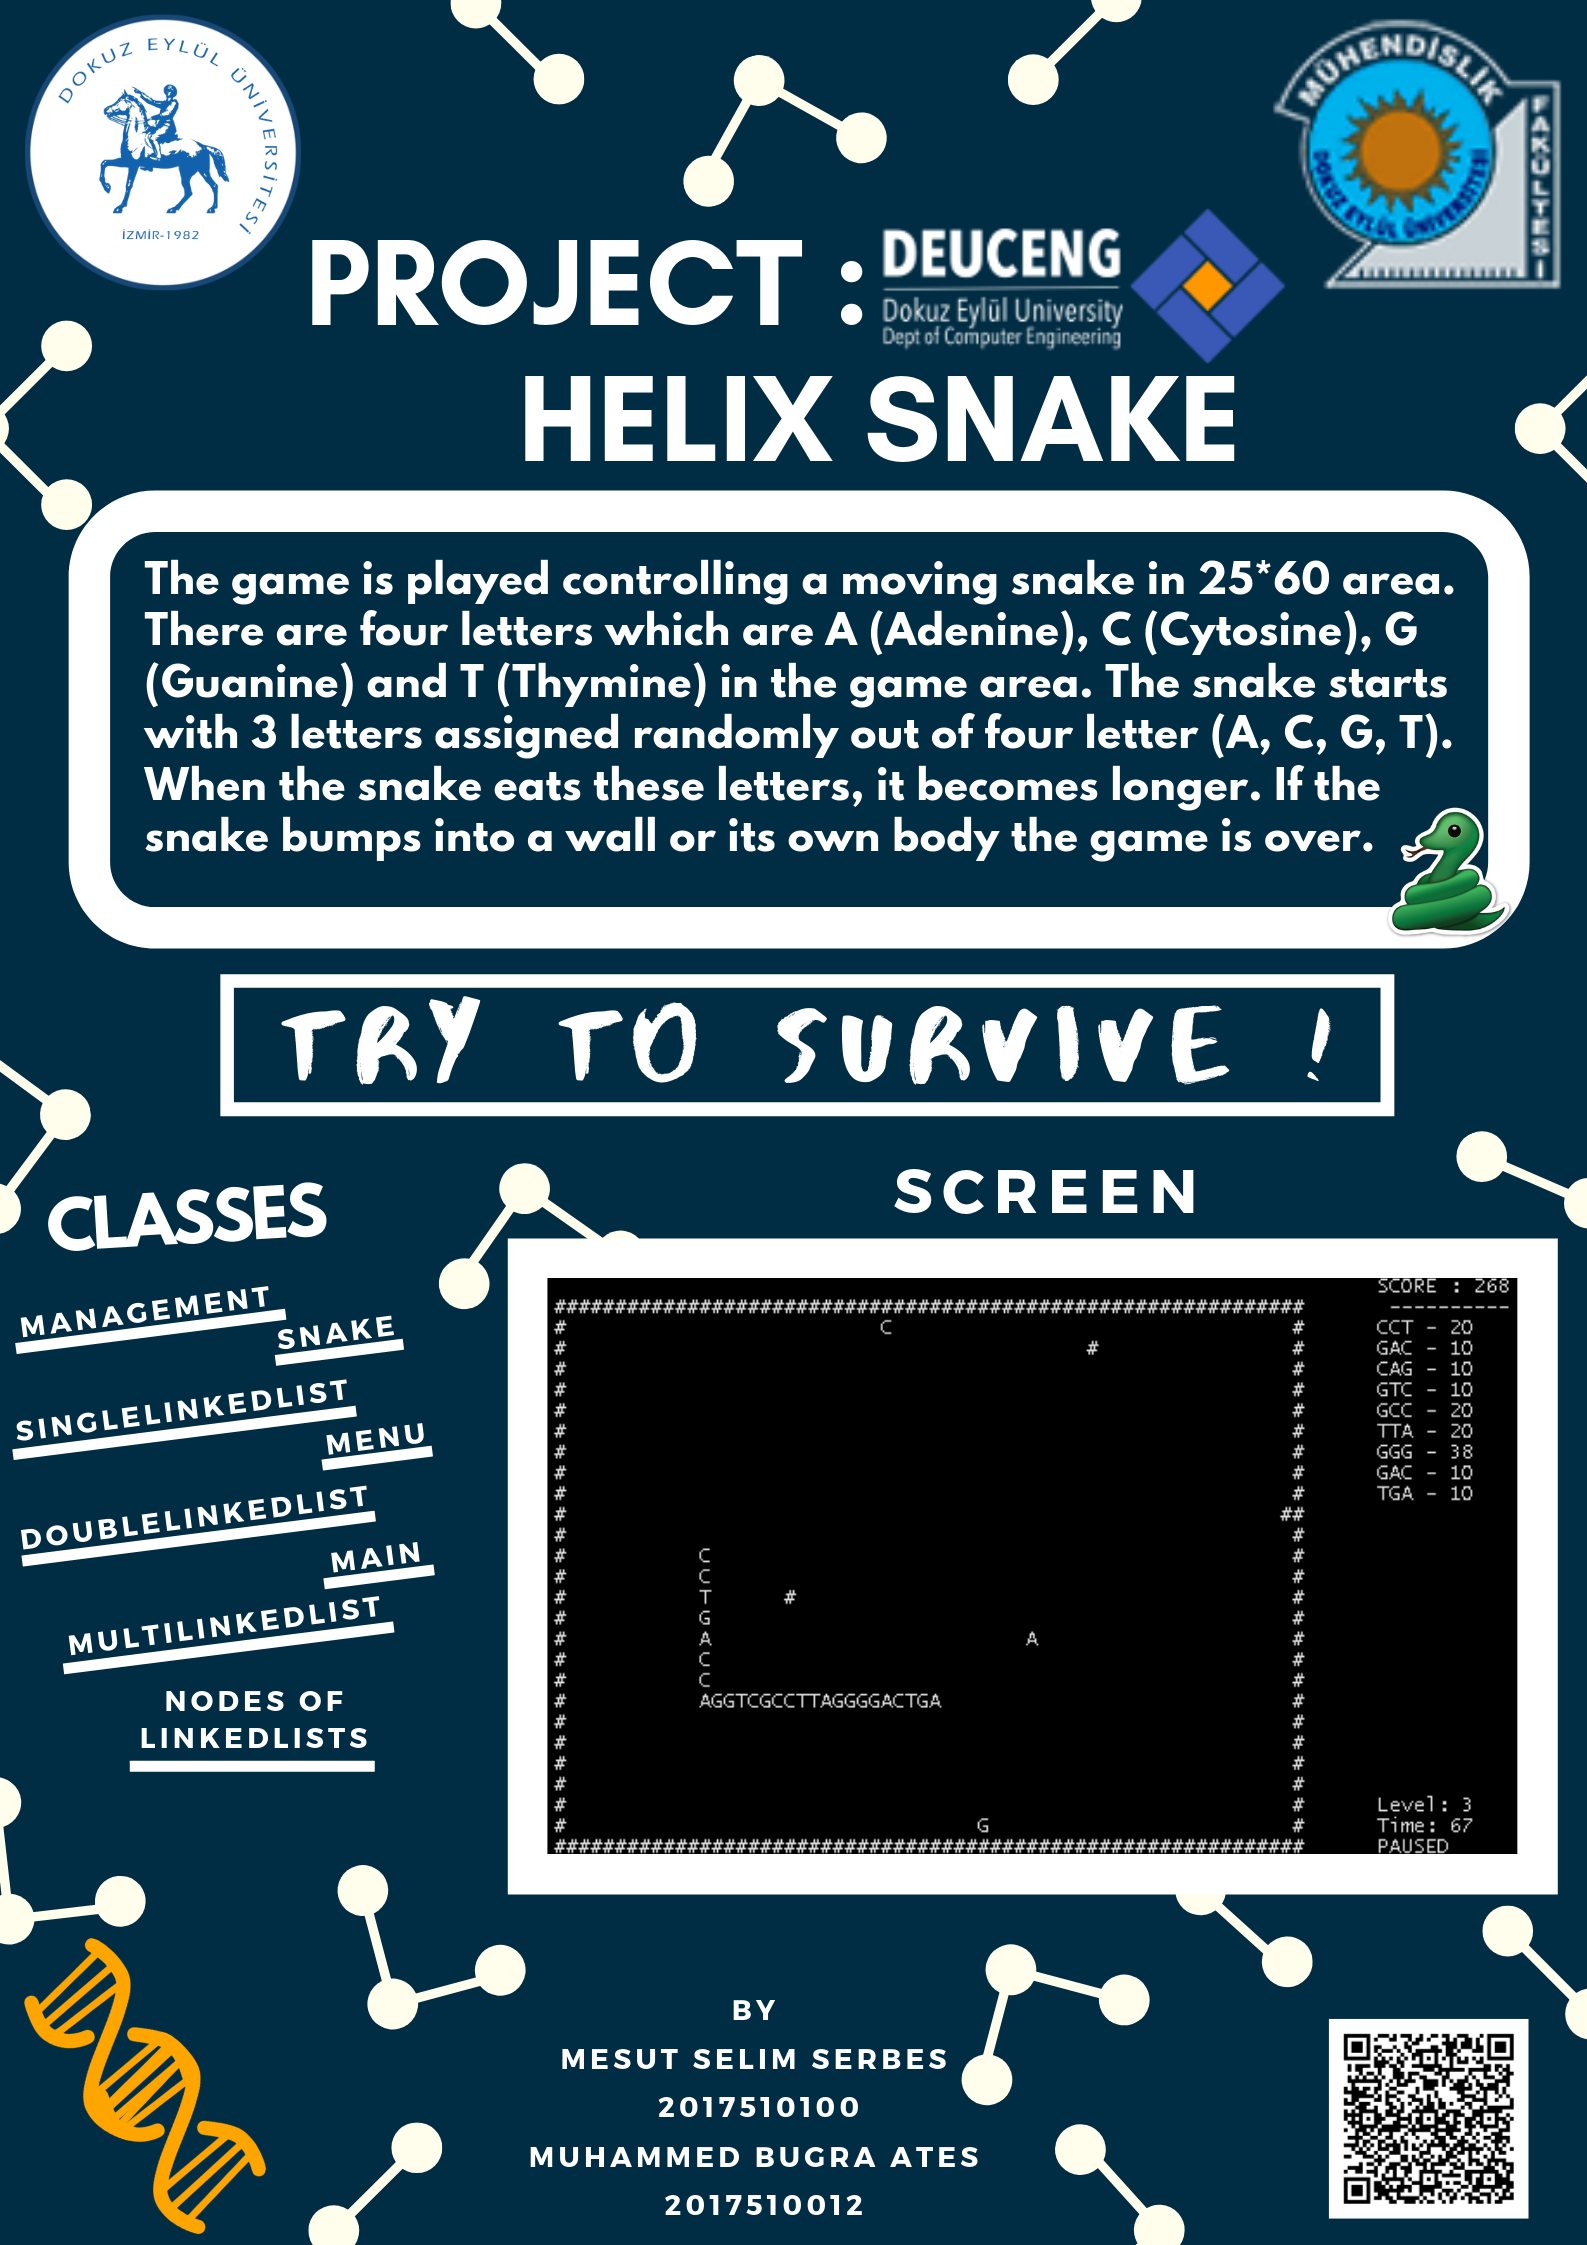 DOKUZ EYLÜL ÜNİVERSİTESİ
İZMİR-1982
MÜHENDİSLİK
FAKÜLTESİ
DOKUZ EYLÜL ÜNİVERSİTESİ
PROJECT :
DEUCENG
Dokuz Eylül University
Dept of Computer Engineering
HELIX SNAKE
The game is played controlling a moving snake in 25*60 area.
There are four letters which are A (Adenine), C (Cytosine), G
(Guanine) and T (Thymine) in the game area. The snake starts
with 3 letters assigned randomly out of four letter (A, C, G, T).
When the snake eats these letters, it becomes longer. If the
snake bumps into a wall or its own body the game is over.
TRY TO SURVIVE !
CLASSES
MANAGEMENT
SNAKE
SINGLELINKEDLIST
MENU
DOUBLELINKEDLIST
MAIN
MULTILINKEDLIST
NODES OF
LINKEDLISTS
SCREEN
SCORE : 268
----------
##############################################################
# C # CCT - 20
# # # GAC - 10
# # CAG - 10
# # GTC - 10
# # GCC - 20
# # TTA - 20
# # GGG - 38
# # GAC - 10
# # TGA - 10
# ##
# #
# C #
# C #
# T # #
# G #
# A A #
# C #
# C #
# AGGTCGCCTTAGGGGACTGA #
# #
# #
# #
# #
# # Level: 3
# G # Time: 67
############################################################## PAUSED
BY
MESUT SELIM SERBES
2017510100
MUHAMMED BUGRA ATES
2017510012